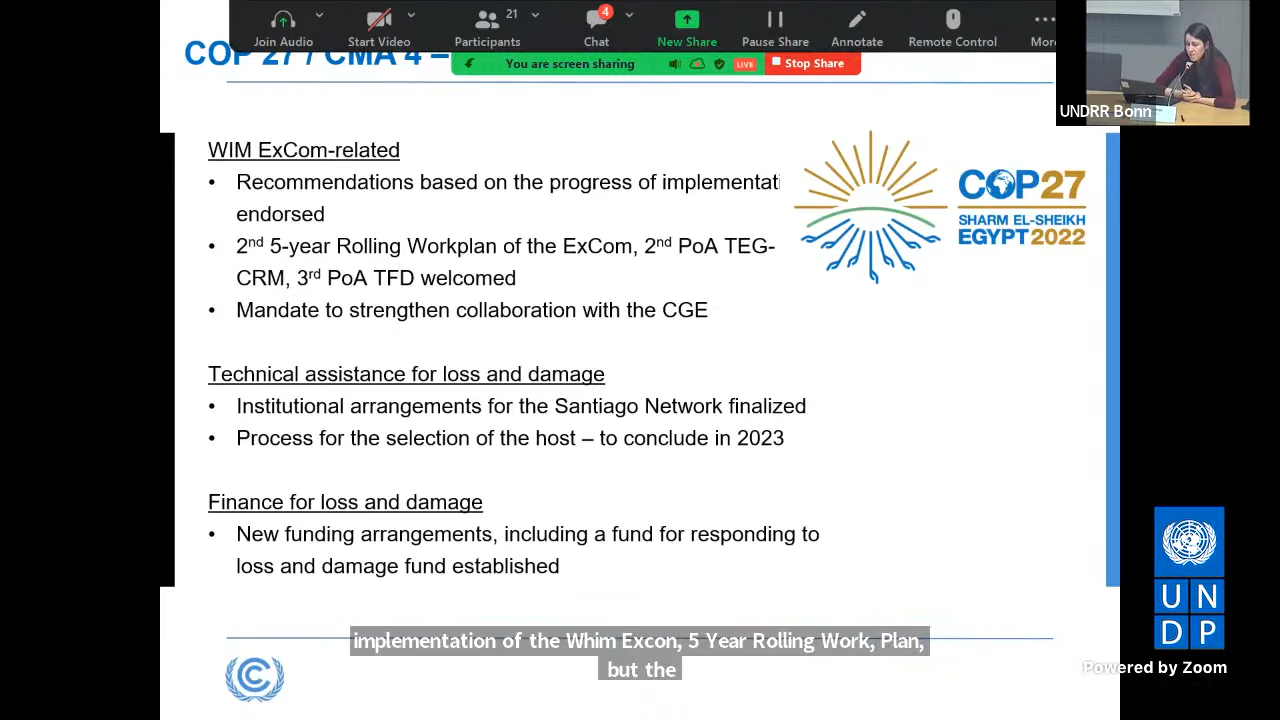 21
4
Join Audio
Start Video
Participants
Chat
New Share
Pause Share
Annotate
Remote Control
More
You are screen sharing
LIVE
Stop Share
UNDRR Bonn
COP 27 / CMA 4 –
WIM ExCom-related
• Recommendations based on the progress of implementati
endorsed
• 2nd 5-year Rolling Workplan of the ExCom, 2nd PoA TEG-
CRM, 3rd PoA TFD welcomed
• Mandate to strengthen collaboration with the CGE
COP27
SHARM EL-SHEIKH
EGYPT 2022
Technical assistance for loss and damage
• Institutional arrangements for the Santiago Network finalized
• Process for the selection of the host – to conclude in 2023
Finance for loss and damage
• New funding arrangements, including a fund for responding to
loss and damage fund established
implementation of the Whim Excon, 5 Year Rolling Work, Plan,
but the
U N
D P
Powered by Zoom